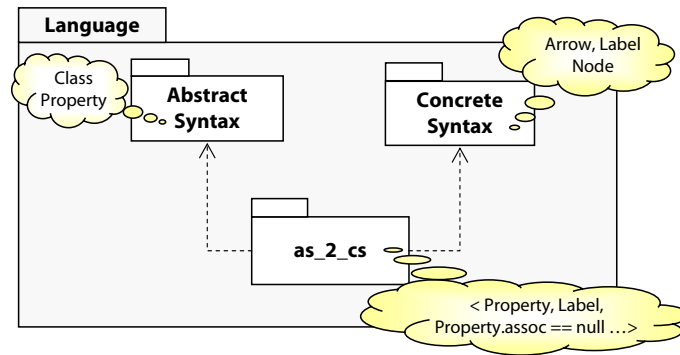 Language
Class
Property
Abstract
Syntax
Concrete
Syntax
Arrow, Label
Node
as_2_cs
< Property, Label,
Property.assoc == null …>